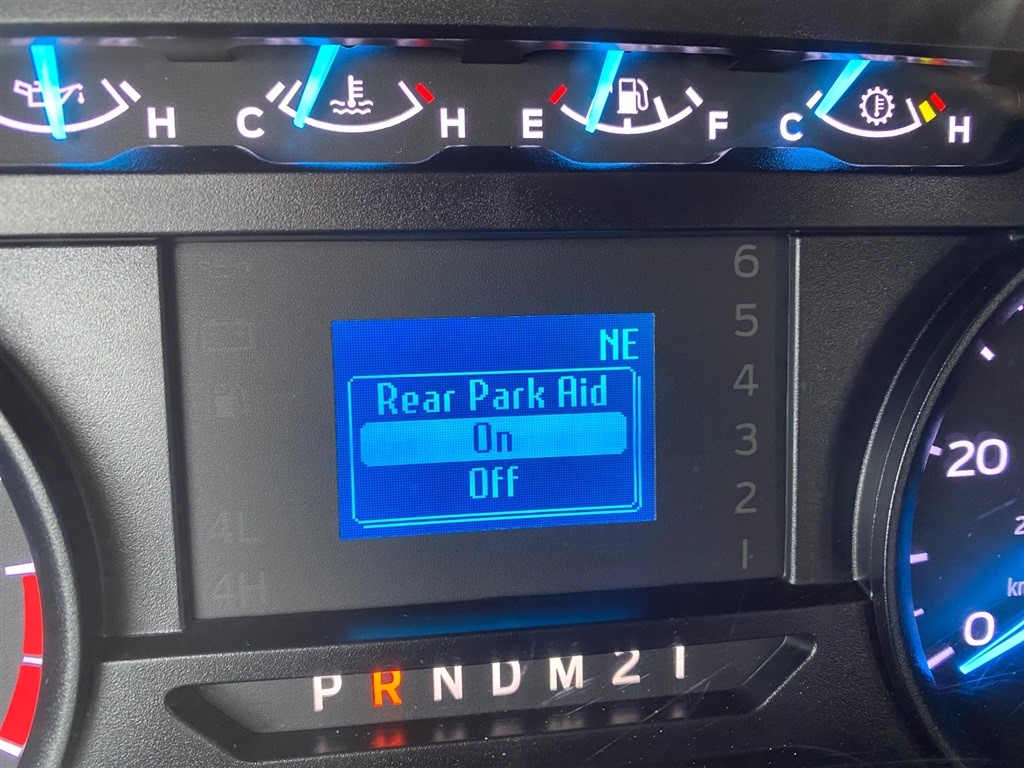 H
C H
E F
C H
6
5
4
3
2
1
NE
Rear Park Aid
On
Off
4L
4H
20
0
P R N D M 2 1